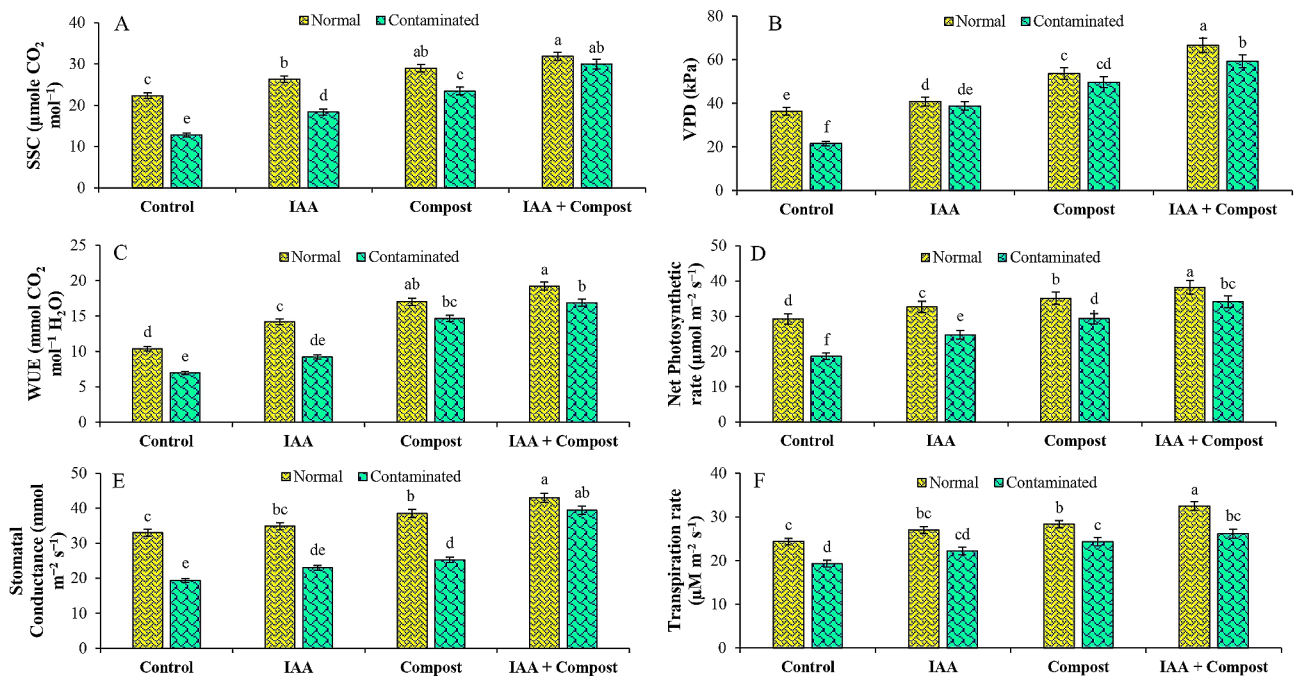 A
Normal Contaminated
SSC (μmole CO₂
mol⁻¹)
40
30
20
10
0
c e b d ab c a ab
Control IAA Compost IAA + Compost
B
Normal Contaminated
VPD (kPa)
80
60
40
20
0
e f d de c cd a b
Control IAA Compost IAA + Compost
C
Normal Contaminated
WUE (mmol CO₂
mol⁻¹ H₂O)
25
20
15
10
5
0
d e c de ab bc a b
Control IAA Compost IAA + Compost
D
Normal Contaminated
Net Photosynthetic
rate (μmol m⁻² s⁻¹)
50
40
30
20
10
0
d f c e b d a bc
Control IAA Compost IAA + Compost
E
Normal Contaminated
Stomatal
Conductance (mmol
m⁻² s⁻¹)
50
40
30
20
10
0
c e bc de b d a ab
Control IAA Compost IAA + Compost
F
Normal Contaminated
Transpiration rate
(μM m⁻² s⁻¹)
40
30
20
10
0
c d bc cd b c a bc
Control IAA Compost IAA + Compost